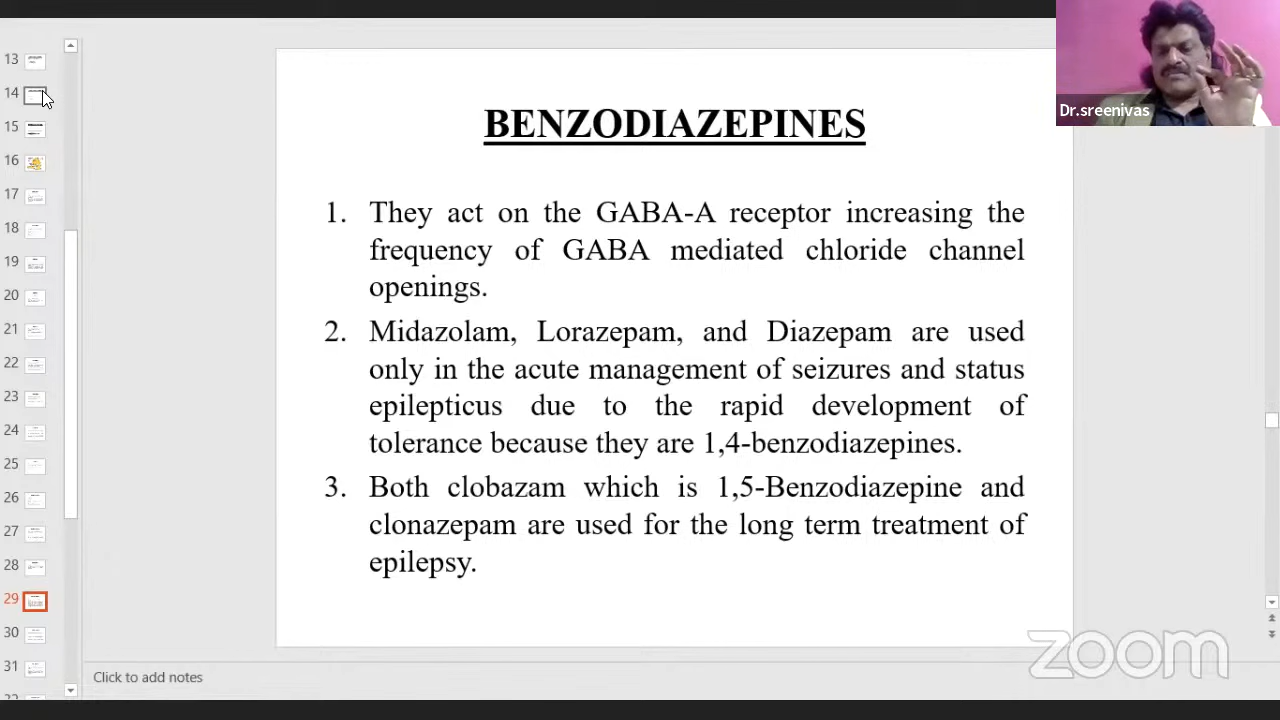 BENZODIAZEPINES
1. They act on the GABA-A receptor increasing the
frequency of GABA mediated chloride channel
openings.
2. Midazolam, Lorazepam, and Diazepam are used
only in the acute management of seizures and status
epilepticus due to the rapid development of
tolerance because they are 1,4-benzodiazepines.
3. Both clobazam which is 1,5-Benzodiazepine and
clonazepam are used for the long term treatment of
epilepsy.
Dr.sreenivas
13
14
15
16
17
18
19
20
21
22
23
24
25
26
27
28
29
30
31
Click to add notes
zoom